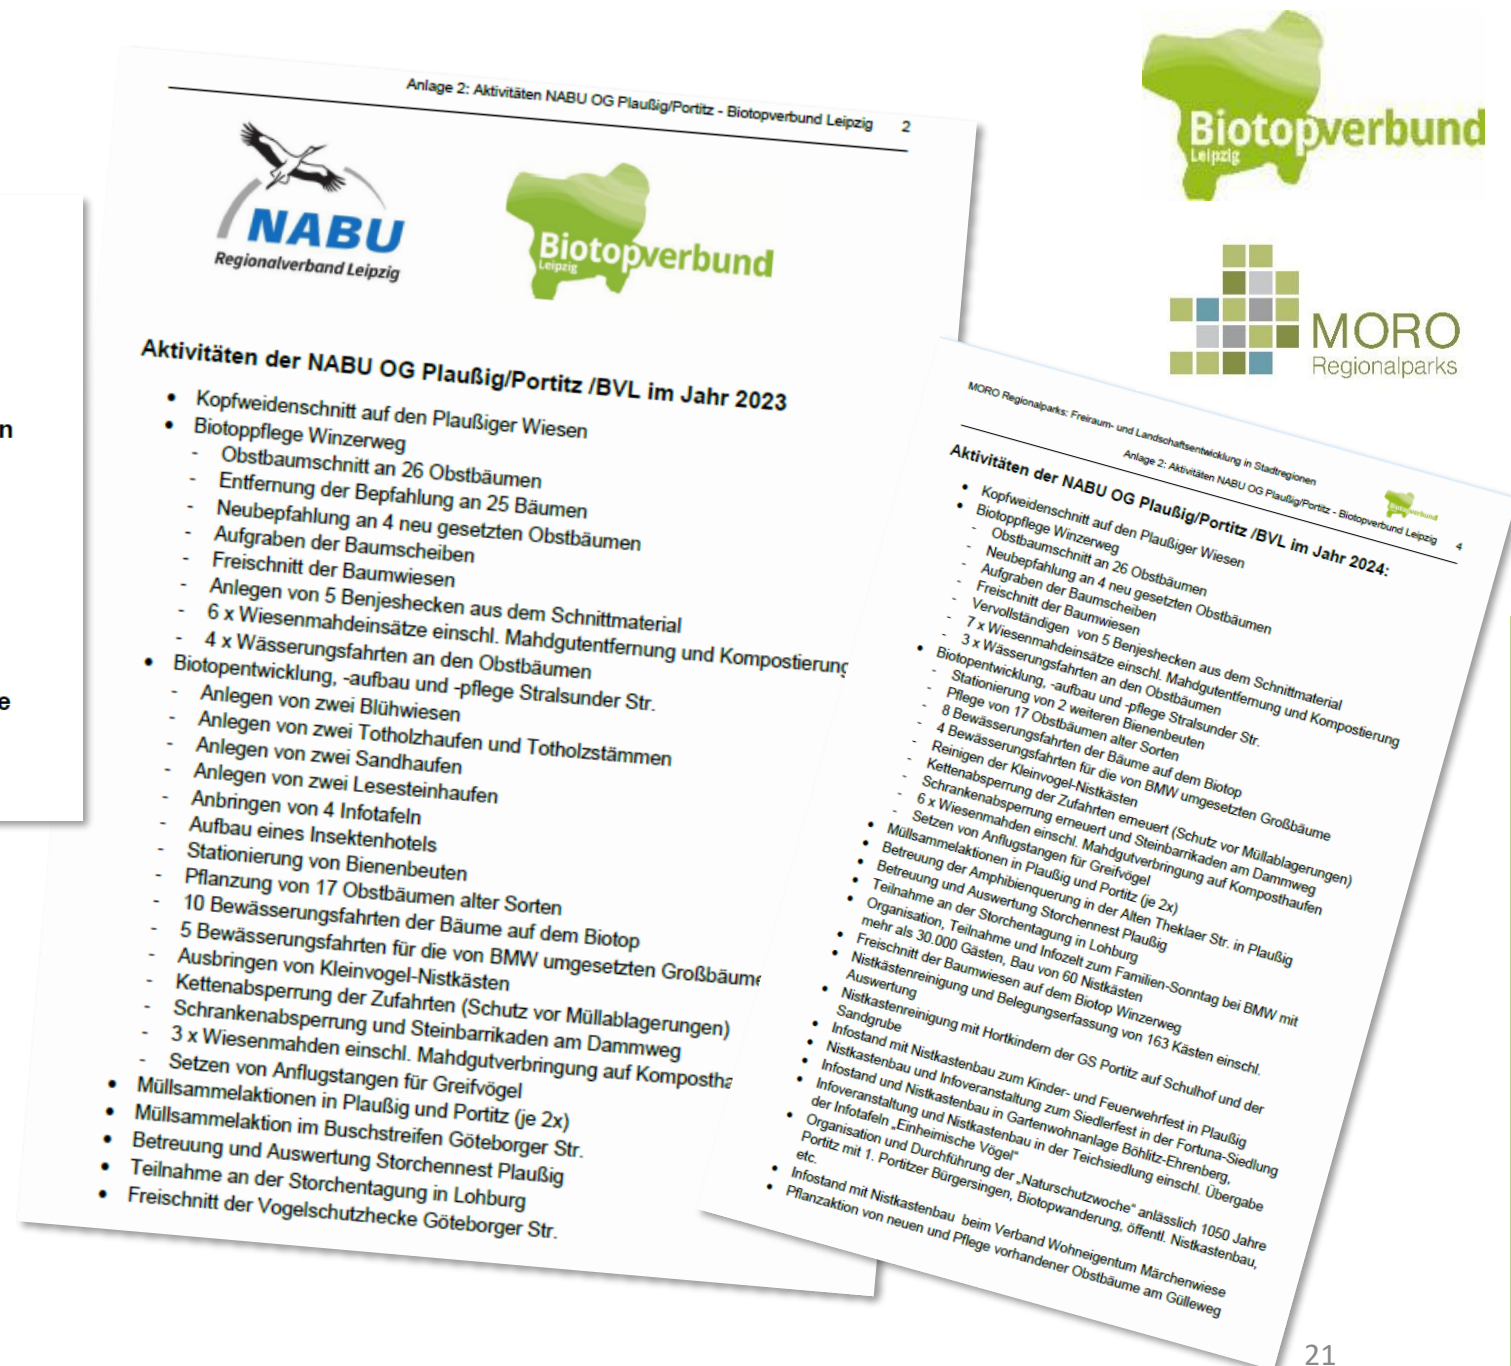 n
e
Anlage 2: Aktivitäten NABU OG Plaußig/Portitz - Biotopverbund Leipzig 2
NABU
Regionalverband Leipzig
Biotopverbund
Leipzig
Aktivitäten der NABU OG Plaußig/Portitz /BVL im Jahr 2023
• Kopfweidenschnitt auf den Plaußiger Wiesen
• Biotoppflege Winzerweg
- Obstbaumschnitt an 26 Obstbäumen
- Entfernung der Bepfahlung an 25 Bäumen
- Neubepfahlung an 4 neu gesetzten Obstbäumen
- Aufgraben der Baumscheiben
- Freischnitt der Baumwiesen
- Anlegen von 5 Benjeshecken aus dem Schnittmaterial
- 6 x Wiesenmahdeinsätze einschl. Mahdgutentfernung und Kompostierung
- 4 x Wässerungsfahrten an den Obstbäumen
• Biotopentwicklung, -aufbau und -pflege Stralsunder Str.
- Anlegen von zwei Blühwiesen
- Anlegen von zwei Totholzhaufen und Totholzstämmen
- Anlegen von zwei Sandhaufen
- Anlegen von zwei Lesesteinhaufen
- Anbringen von 4 Infotafeln
- Aufbau eines Insektenhotels
- Stationierung von Bienenbeuten
- Pflanzung von 17 Obstbäumen alter Sorten
- 10 Bewässerungsfahrten der Bäume auf dem Biotop
- 5 Bewässerungsfahrten für die von BMW umgesetzten Großbäume
- Ausbringen von Kleinvogel-Nistkästen
- Kettenabsperrung der Zufahrten (Schutz vor Müllablagerungen)
- Schrankenabsperrung und Steinbarrikaden am Dammweg
- 3 x Wiesenmahden einschl. Mahdgutverbringung auf Kompostha
- Setzen von Anflugstangen für Greifvögel
• Müllsammelaktionen in Plaußig und Portitz (je 2x)
• Müllsammelaktion im Buschstreifen Göteborger Str.
• Betreuung und Auswertung Storchennest Plaußig
• Teilnahme an der Storchentagung in Lohburg
• Freischnitt der Vogelschutzhecke Göteborger Str.
Biotopverbund
Leipzig
MORO
Regionalparks
MORO Regionalparks: Freiraum- und Landschaftsentwicklung in Stadtregionen
Anlage 2: Aktivitäten NABU OG Plaußig/Portitz - Biotopverbund Leipzig 4
Biotopverbund
Aktivitäten der NABU OG Plaußig/Portitz /BVL im Jahr 2024:
• Kopfweidenschnitt auf den Plaußiger Wiesen
• Biotoppflege Winzerweg
- Obstbaumschnitt an 26 Obstbäumen
- Neubepfahlung an 4 neu gesetzten Obstbäumen
- Aufgraben der Baumscheiben
- Freischnitt der Baumwiesen
- Vervollständigen von 5 Benjeshecken aus dem Schnittmaterial
- 7 x Wiesenmahdeinsätze einschl. Mahdgutentfernung und Kompostierung
- 3 x Wässerungsfahrten an den Obstbäumen
• Biotopentwicklung, -aufbau und -pflege Stralsunder Str.
- Stationierung von 2 weiteren Bienenbeuten
- Pflege von 17 Obstbäumen alter Sorten
- 8 Bewässerungsfahrten der Bäume auf dem Biotop
- 4 Bewässerungsfahrten für die von BMW umgesetzten Großbäume
- Reinigen der Kleinvogel-Nistkästen
- Kettenabsperrung der Zufahrten erneuert (Schutz vor Müllablagerungen)
- Schrankenabsperrung erneuert und Steinbarrikaden am Dammweg
- 6 x Wiesenmahden einschl. Mahdgutverbringung auf Komposthaufen
- Setzen von Anflugstangen für Greifvögel
• Müllsammelaktionen in Plaußig und Portitz (je 2x)
• Betreuung der Amphibienquerung in der Alten Theklaer Str. in Plaußig
• Betreuung und Auswertung Storchennest Plaußig
• Teilnahme an der Storchentagung in Lohburg
• Organisation, Teilnahme und Infozelt zum Familien-Sonntag bei BMW mit
mehr als 30.000 Gästen, Bau von 60 Nistkästen
• Freischnitt der Baumwiesen auf dem Biotop Winzerweg
• Nistkästenreinigung und Belegungserfassung von 163 Kästen einschl.
Auswertung
• Nistkastenreinigung mit Hortkindern der GS Portitz auf Schulhof und der
Sandgrube
• Infostand mit Nistkastenbau zum Kinder- und Feuerwehrfest in Plaußig
• Nistkastenbau und Infoveranstaltung zum Siedlerfest in der Fortuna-Siedlung
• Infostand und Nistkastenbau in Gartenwohnanlage Böhlitz-Ehrenberg,
• Infoveranstaltung und Nistkastenbau in der Teichsiedlung einschl. Übergabe
der Infotafeln „Einheimische Vögel“
• Organisation und Durchführung der „Naturschutzwoche“ anlässlich 1050 Jahre
Portitz mit 1. Portitzer Bürgersingen, Biotopwanderung, öffentl. Nistkastenbau,
etc.
• Infostand mit Nistkastenbau beim Verband Wohneigentum Märchenwiese
• Pflanzaktion von neuen und Pflege vorhandener Obstbäume am Gülleweg
21